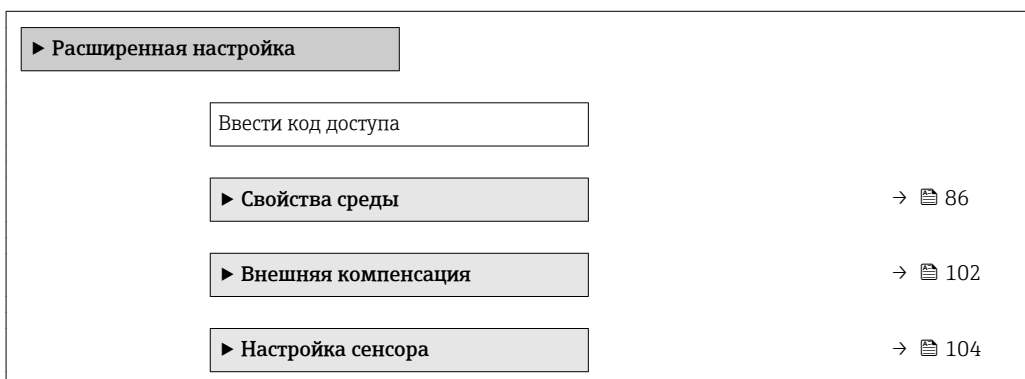 ▶ Расширенная настройка
Ввести код доступа
▶ Свойства среды → 86
▶ Внешняя компенсация → 102
▶ Настройка сенсора → 104